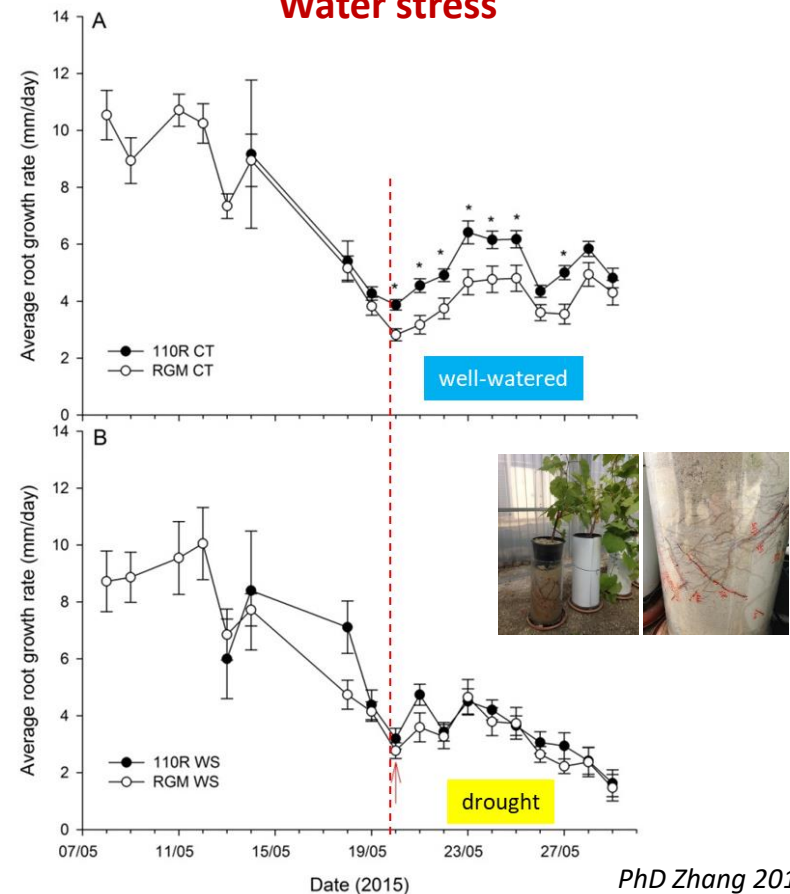 Water stress
A
14
12
10
8
6
4
2
0
Average root growth rate (mm/day)
*
*
*
*
*
*
*
110R CT
RGM CT
well-watered
B
14
12
10
8
6
4
2
0
Average root growth rate (mm/day)
110R WS
RGM WS
drought
07/05 11/05 15/05 19/05 23/05 27/05
Date (2015)
PhD Zhang 201